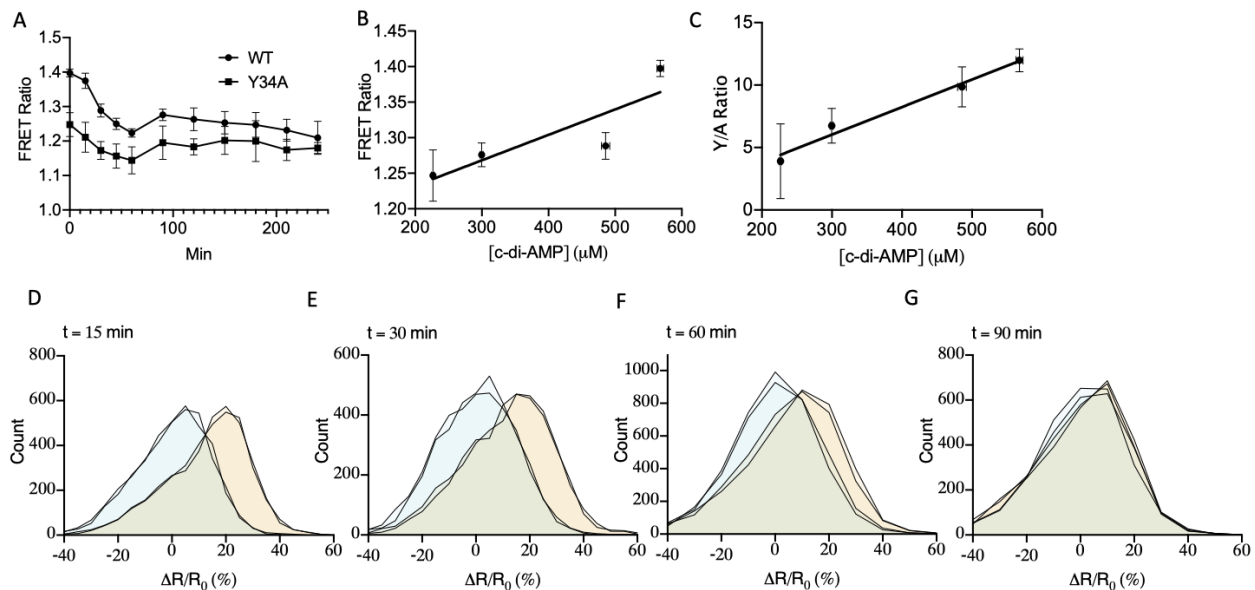 A
FRET Ratio
1.5
1.4
1.3
1.2
1.1
1.0
0
100
200
Min
WT
Y34A
B
FRET Ratio
1.45
1.40
1.35
1.30
1.25
1.20
200
300
400
500
600
[c-di-AMP] (μM)
C
Y/A Ratio
15
10
5
0
200
300
400
500
600
[c-di-AMP] (μM)
D
t = 15 min
Count
800
600
400
200
0
-40
-20
0
20
40
60
ΔR/R0 (%)
E
t = 30 min
Count
600
400
200
0
-40
-20
0
20
40
60
ΔR/R0 (%)
F
t = 60 min
Count
1000
800
600
400
200
0
-40
-20
0
20
40
60
ΔR/R0 (%)
G
t = 90 min
Count
800
600
400
200
0
-40
-20
0
20
40
60
ΔR/R0 (%)